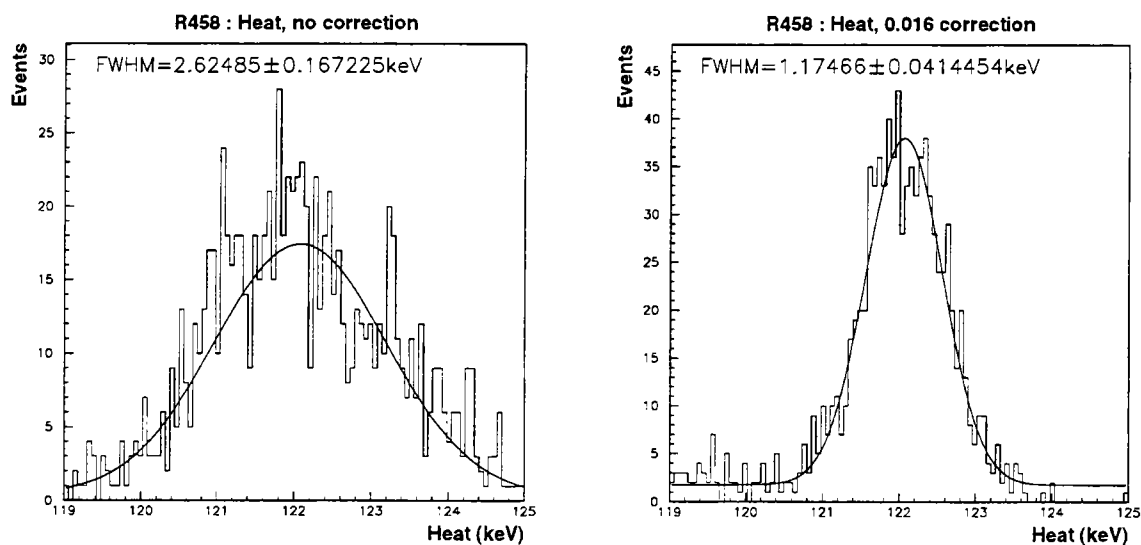 R458 : Heat, no correction
Events
FWHM=2.62485±0.167225keV
30
25
20
15
10
5
0
119 120 121 122 123 124 125
Heat (keV)
R458 : Heat, 0.016 correction
Events
FWHM=1.17466±0.0414454keV
45
40
35
30
25
20
15
10
5
0
119 120 121 122 123 124 125
Heat (keV)